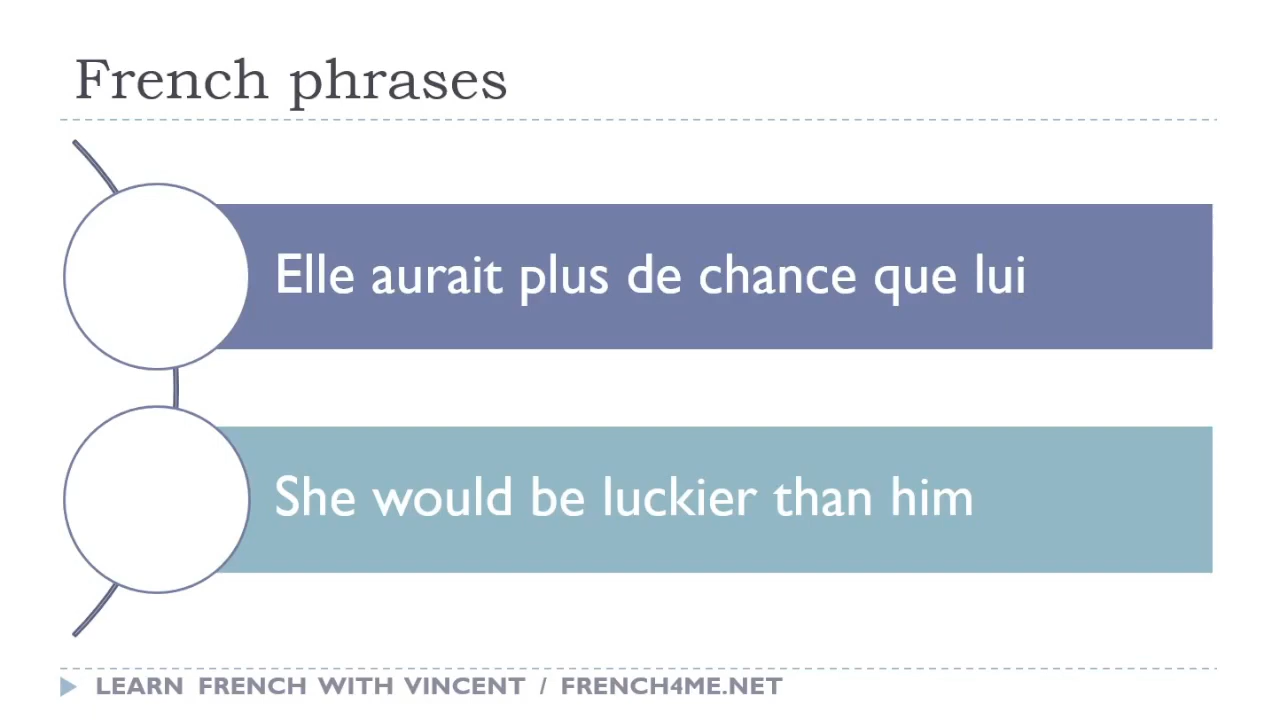 French phrases
Elle aurait plus de chance que lui
She would be luckier than him
LEARN FRENCH WITH VINCENT / FRENCH4ME.NET